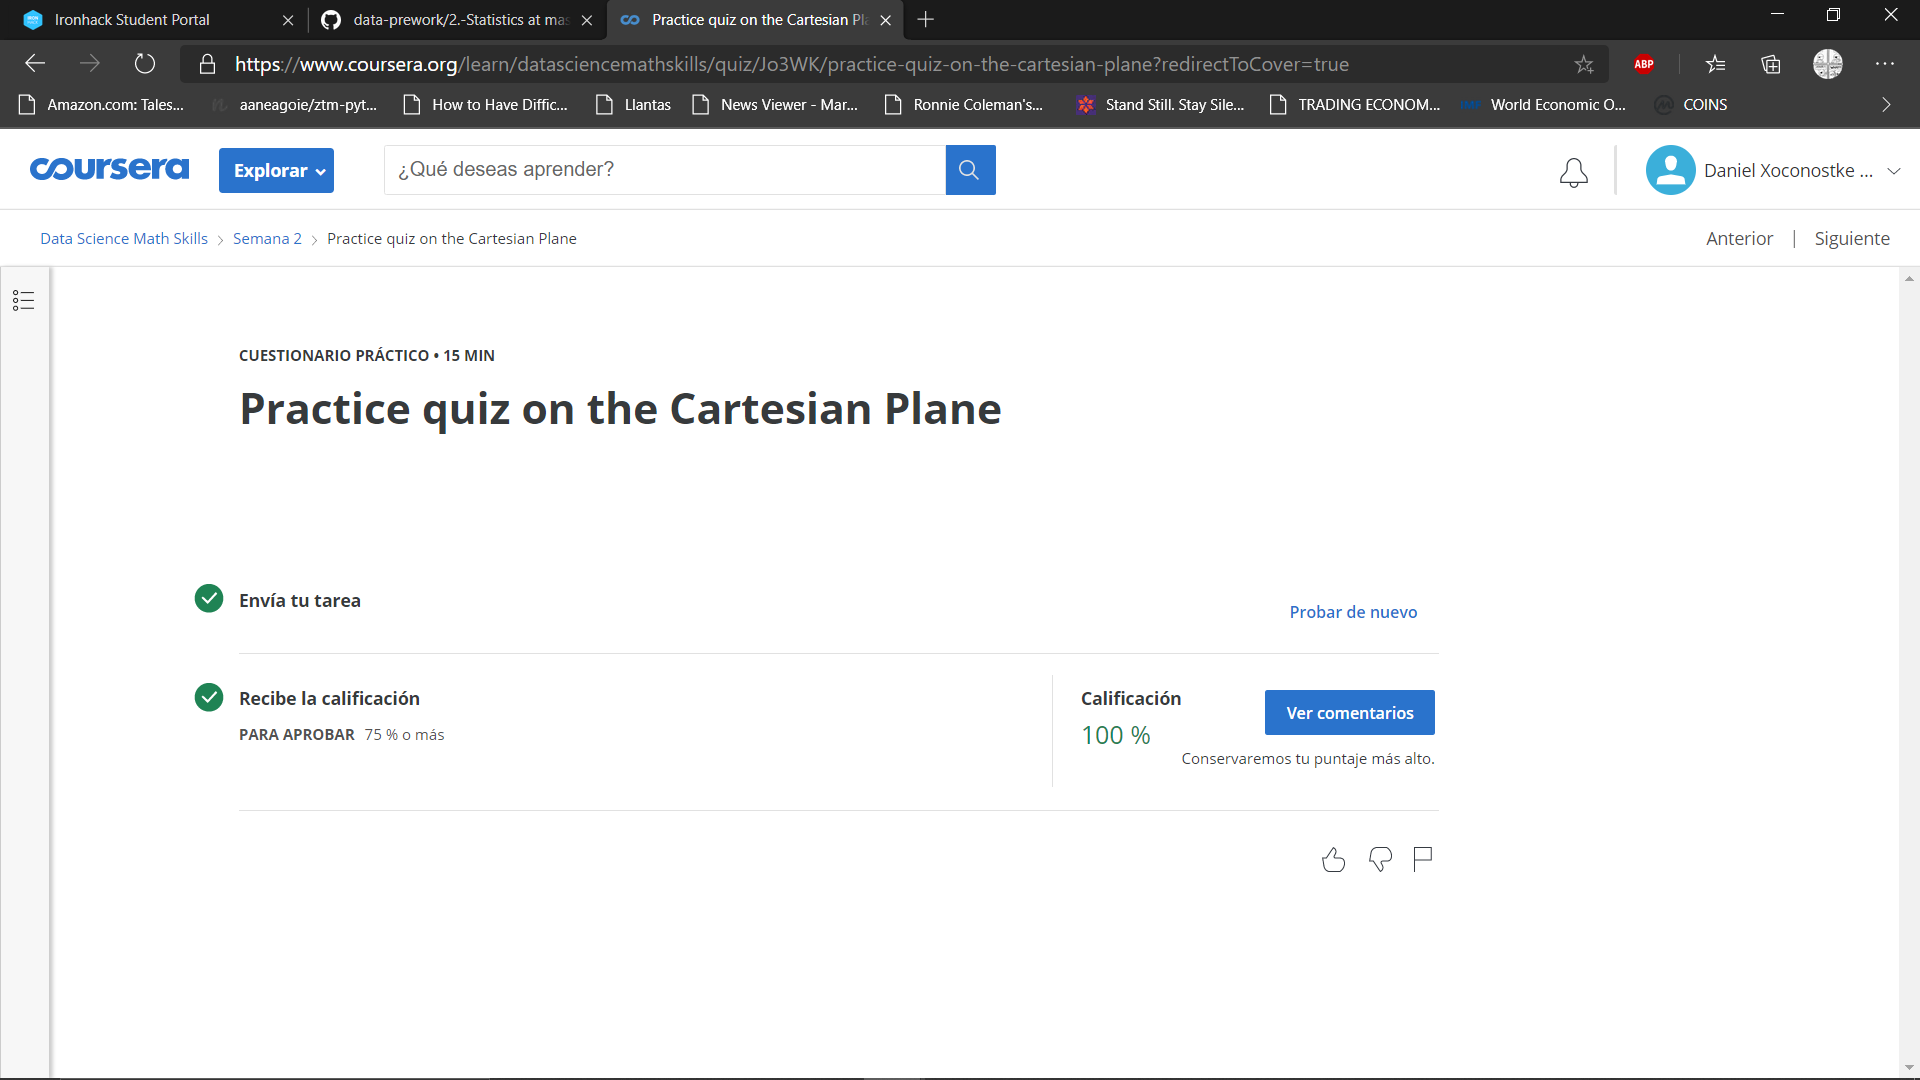 Ironhack Student Portal
data-prework/2.-Statistics at mas
Practice quiz on the Cartesian Pla
https://www.coursera.org/learn/datasciencemathskills/quiz/Jo3WK/practice-quiz-on-the-cartesian-plane?redirectToCover=true
ABP
Amazon.com: Tales...
aaneagoie/ztm-pyt...
How to Have Diffic...
Llantas
News Viewer - Mar...
Ronnie Coleman's...
Stand Still. Stay Sile...
TRADING ECONOM...
World Economic O...
COINS
coursera
Explorar
¿Qué deseas aprender?
Daniel Xoconostke ...
Data Science Math Skills
Semana 2
Practice quiz on the Cartesian Plane
Anterior | Siguiente
CUESTIONARIO PRÁCTICO • 15 MIN
Practice quiz on the Cartesian Plane
Envía tu tarea
Probar de nuevo
Recibe la calificación
PARA APROBAR 75 % o más
Calificación
100 %
Ver comentarios
Conservaremos tu puntaje más alto.